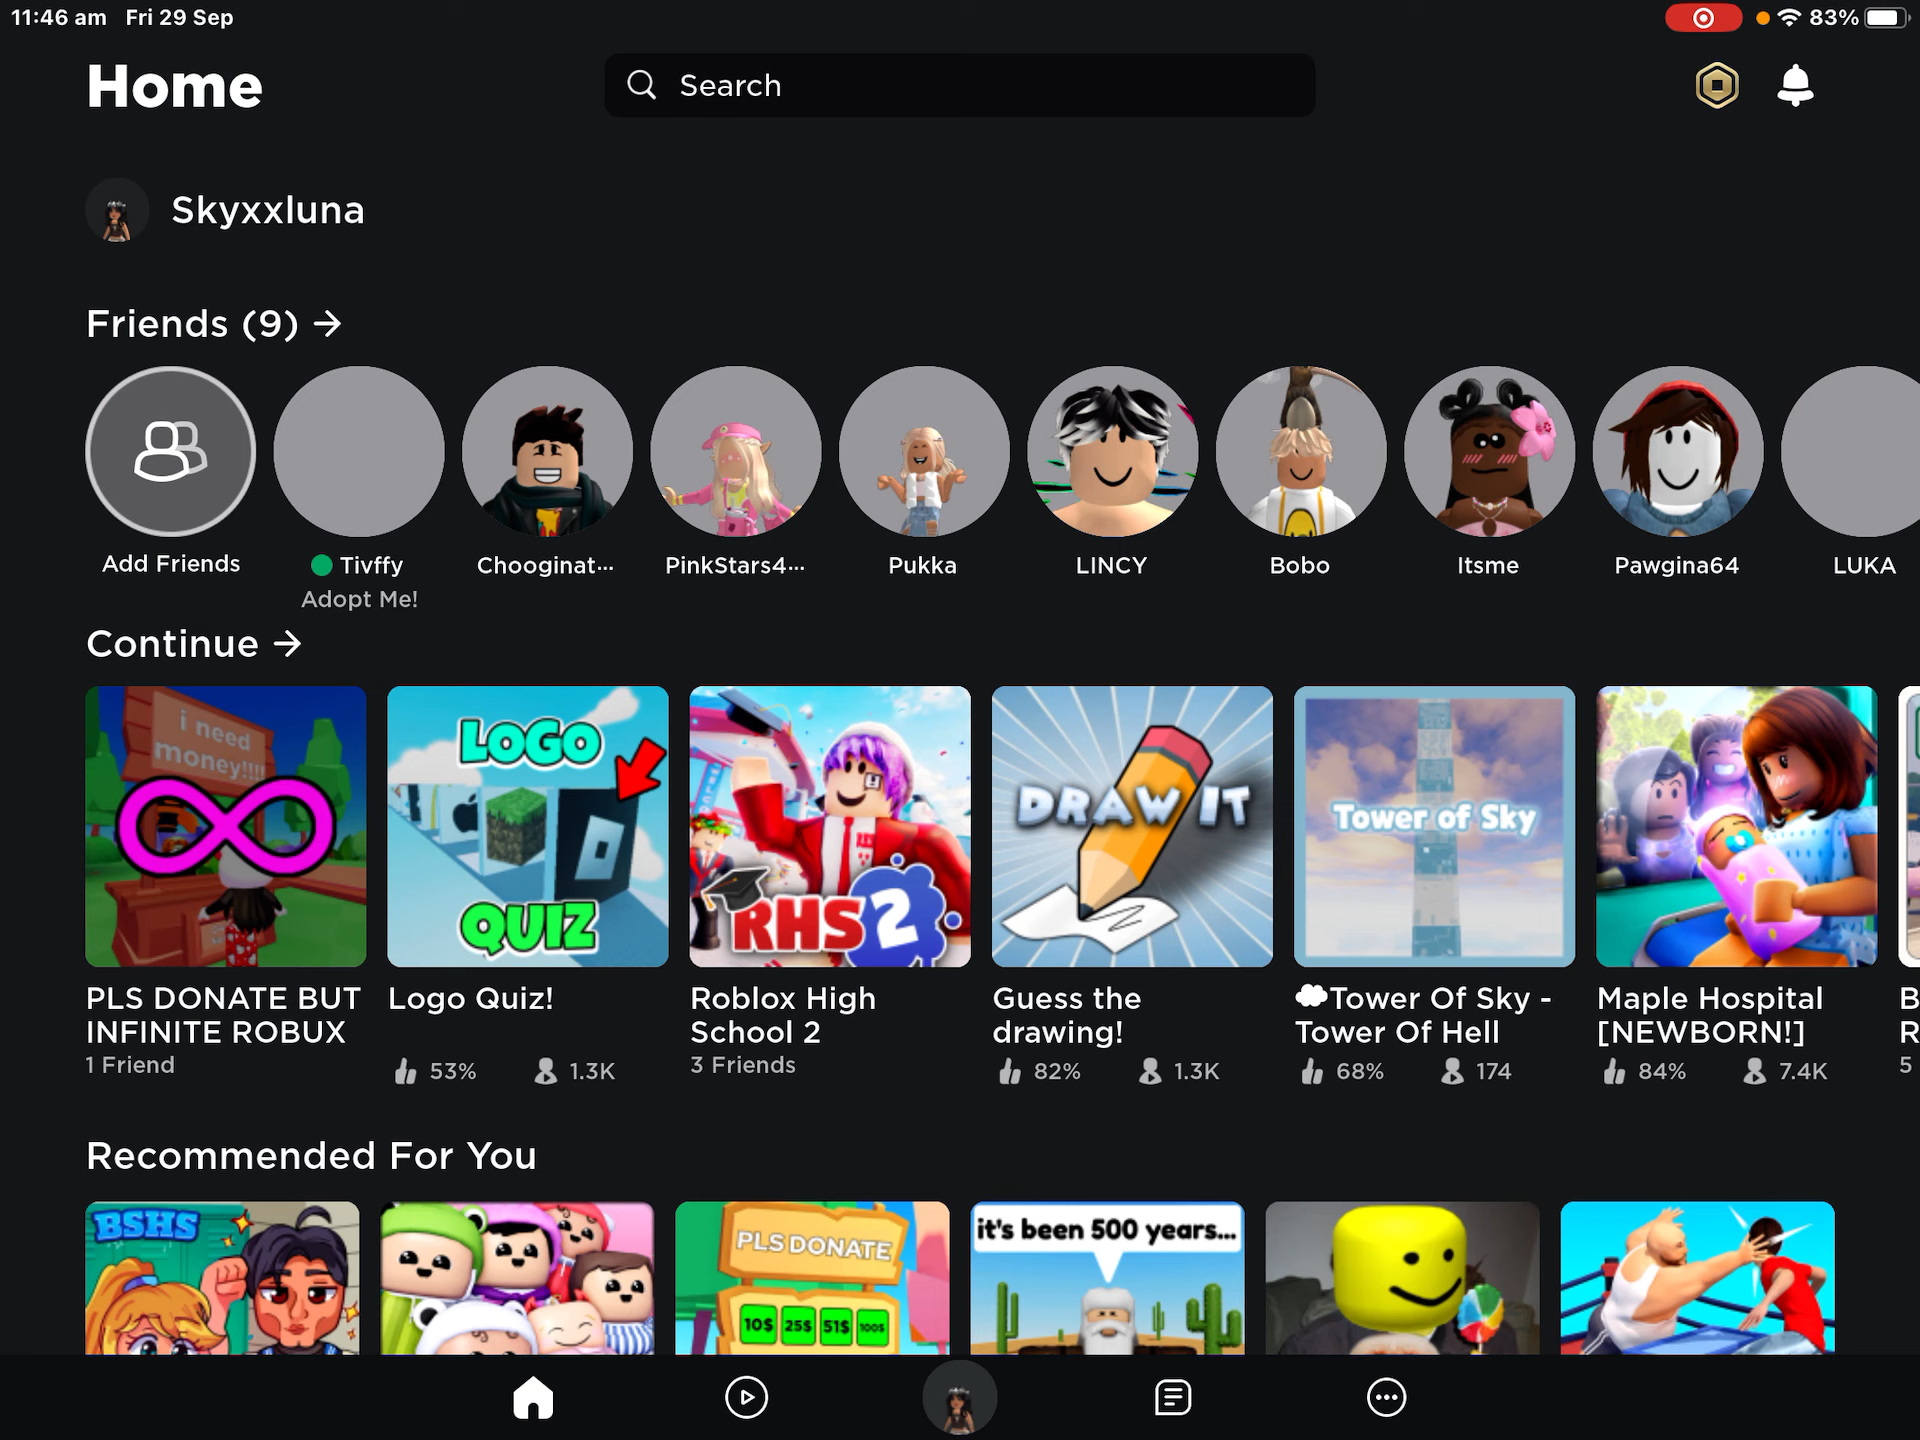 11:46 am Fri 29 Sep
83%
Home
Search
Skyxxluna
Friends (9) →
Add Friends
Tivffy
Adopt Me!
Chooginat...
PinkStars4...
Pukka
LINCY
Bobo
Itsme
Pawgina64
LUKA
Continue →
i need
money!!!!
LOGO
QUIZ
RHS 2
DRAW IT
Tower of Sky
PLS DONATE BUT
INFINITE ROBUX
1 Friend
Logo Quiz!
53% 1.3K
Roblox High
School 2
3 Friends
Guess the
drawing!
82% 1.3K
Tower Of Sky -
Tower Of Hell
68% 174
Maple Hospital
[NEWBORN!]
84% 7.4K
B
R
5
Recommended For You
BSHS
PLS DONATE
10$ 25$ 51$ 100$
it's been 500 years...